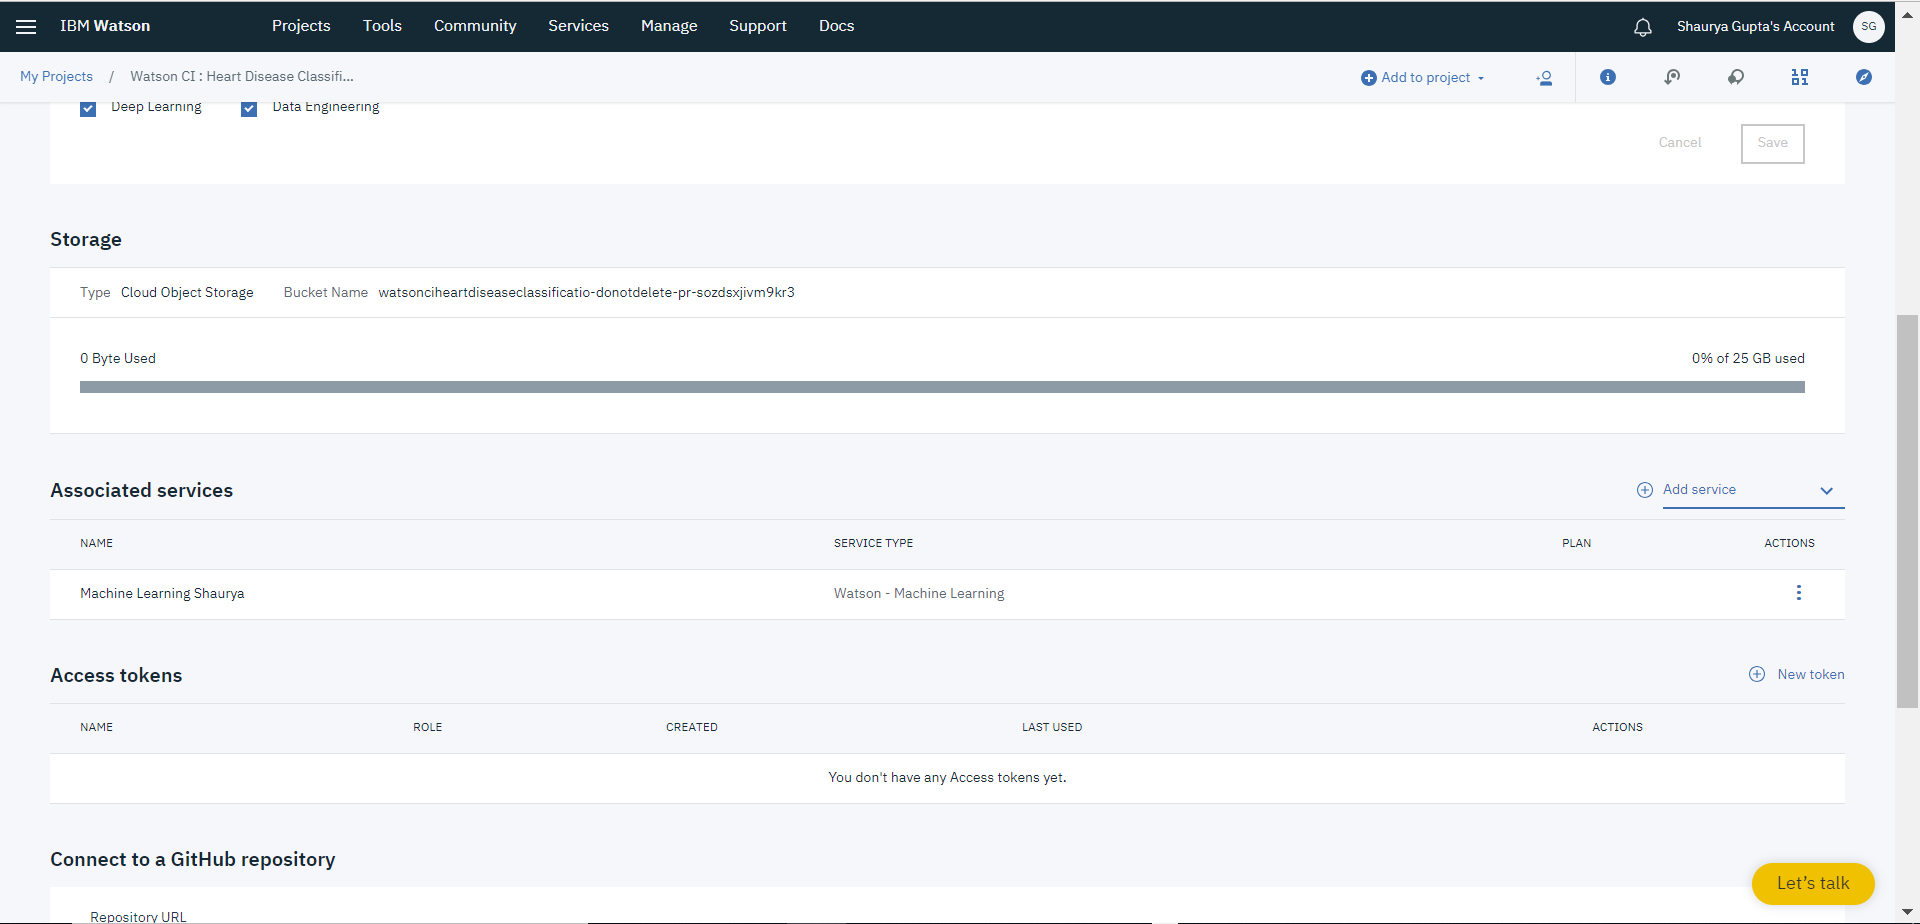 IBM Watson Projects Tools Community Services Manage Support Docs Shaurya Gupta's Account SG
My Projects / Watson CI : Heart Disease Classifi... Add to project
Deep Learning Data Engineering
Cancel Save
Storage
Type Cloud Object Storage Bucket Name watsonciheartdiseaseclassificatio-donotdelete-pr-sozdsxjivm9kr3
0 Byte Used 0% of 25 GB used
Associated services Add service
NAME SERVICE TYPE PLAN ACTIONS
Machine Learning Shaurya Watson - Machine Learning
Access tokens New token
NAME ROLE CREATED LAST USED ACTIONS
You don't have any Access tokens yet.
Connect to a GitHub repository
Let's talk
Repository URL